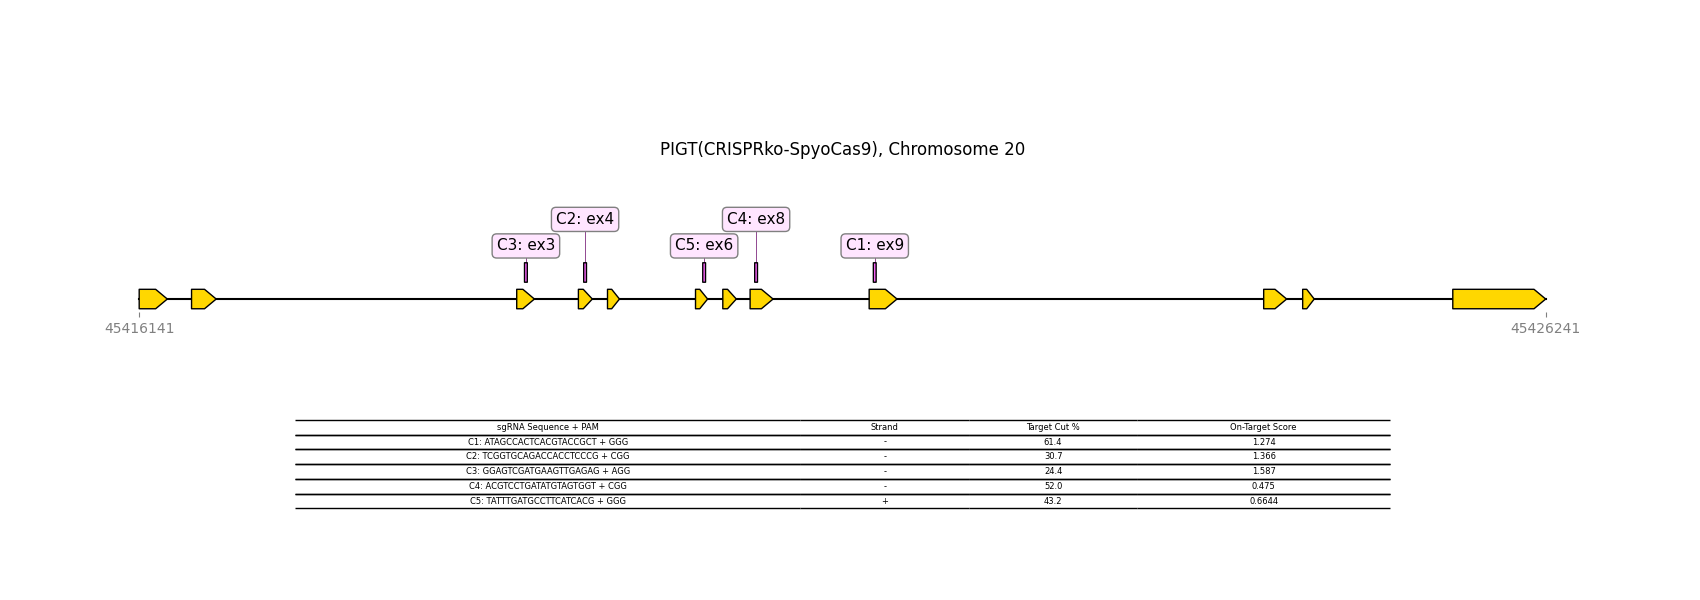 PIGT(CRISPRko-SpyoCas9), Chromosome 20
C2: ex4 C4: ex8
C3: ex3 C5: ex6 C1: ex9
45416141 45426241
sgRNA Sequence + PAM Strand Target Cut % On-Target Score
C1: ATAGCCACTCACGTACCGCT + GGG - 61.4 1.274
C2: TCGGTGCAGACCACCTCCCG + CGG - 30.7 1.366
C3: GGAGTCGATGAAGTTGAGAG + AGG - 24.4 1.587
C4: ACGTCCTGATATGTAGTGGT + CGG - 52.0 0.475
C5: TATTTGATGCCTTCATCACG + GGG + 43.2 0.6644